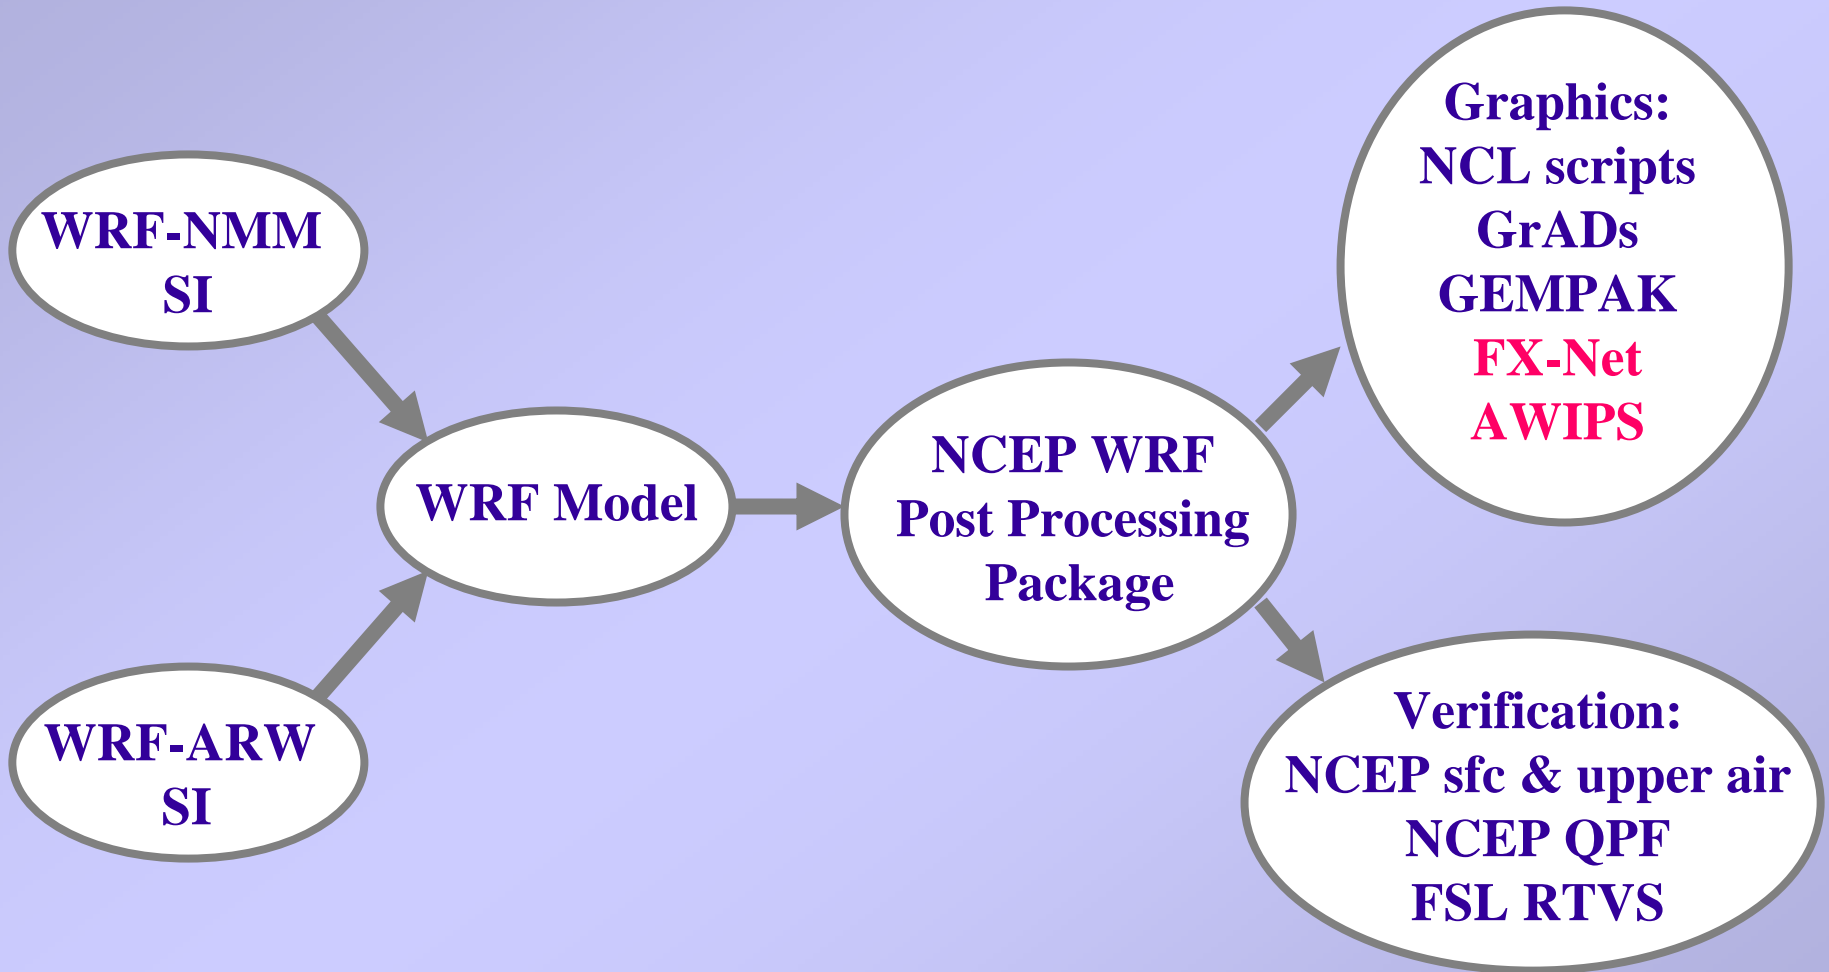 WRF-NMM
SI
WRF-ARW
SI
WRF Model
NCEP WRF
Post Processing
Package
Graphics:
NCL scripts
GrADs
GEMPAK
FX-Net
AWIPS
Verification:
NCEP sfc & upper air
NCEP QPF
FSL RTVS